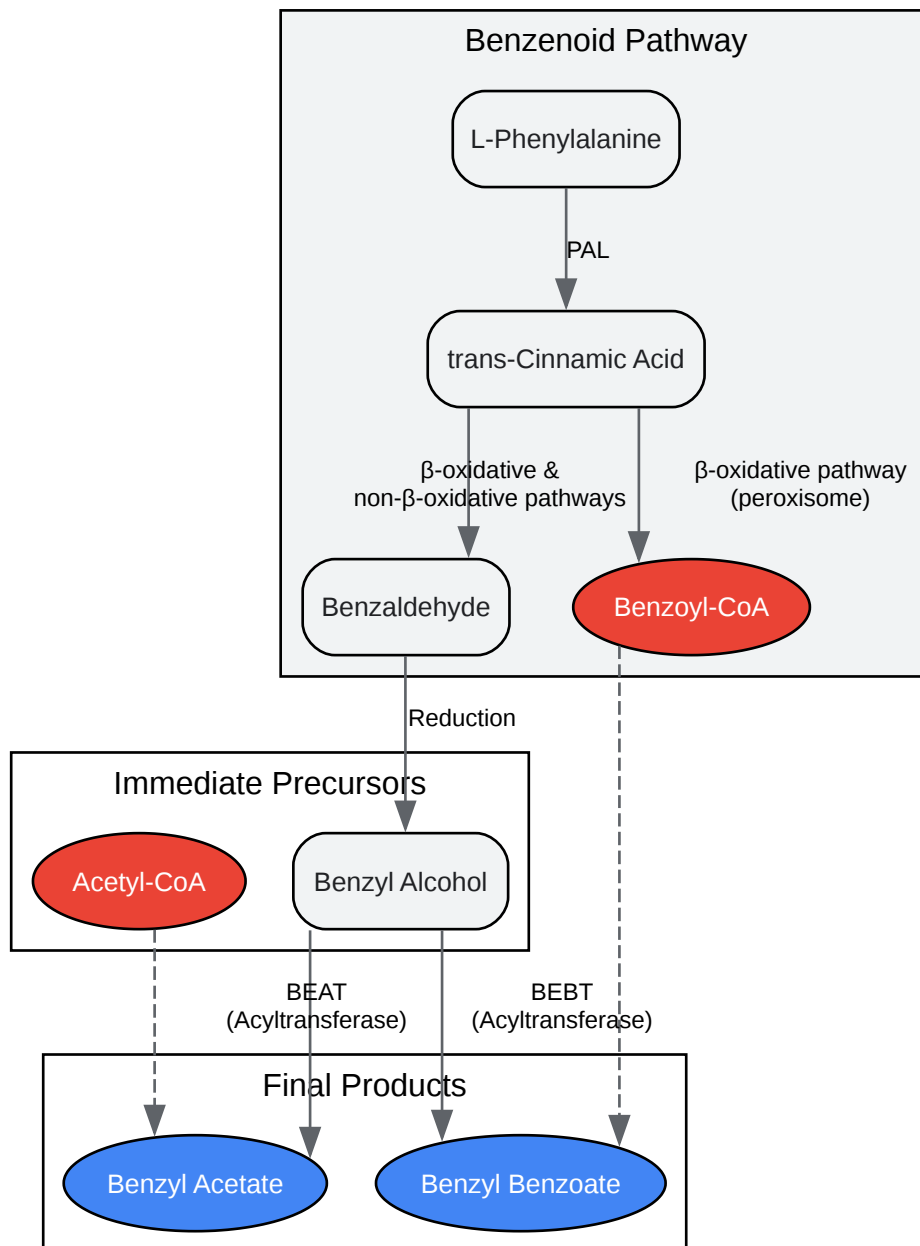 Benzenoid Pathway
L-Phenylalanine
PAL
trans-Cinnamic Acid
β-oxidative &
non-β-oxidative pathways
β-oxidative pathway
(peroxisome)
Benzaldehyde
Benzoyl-CoA
Reduction
Immediate Precursors
Acetyl-CoA
Benzyl Alcohol
BEAT
(Acyltransferase)
BEBT
(Acyltransferase)
Final Products
Benzyl Acetate
Benzyl Benzoate